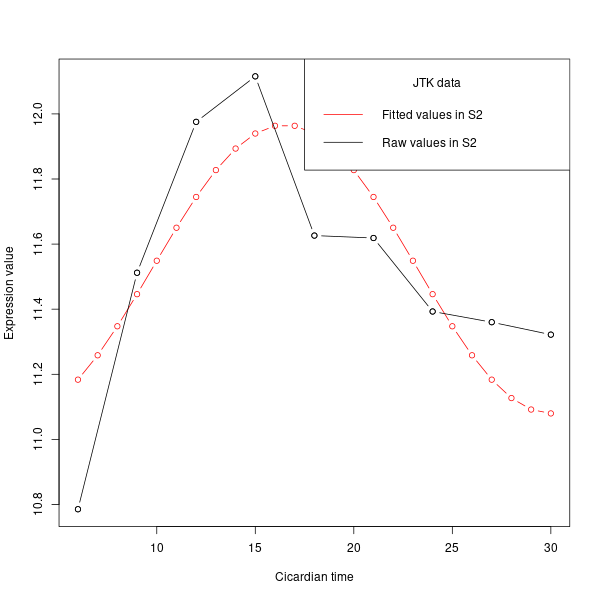 JTK data
Fitted values in S2
Raw values in S2
Expression value
12.0
11.8
11.6
11.4
11.2
11.0
10.8
10 15 20 25 30
Cicardian time